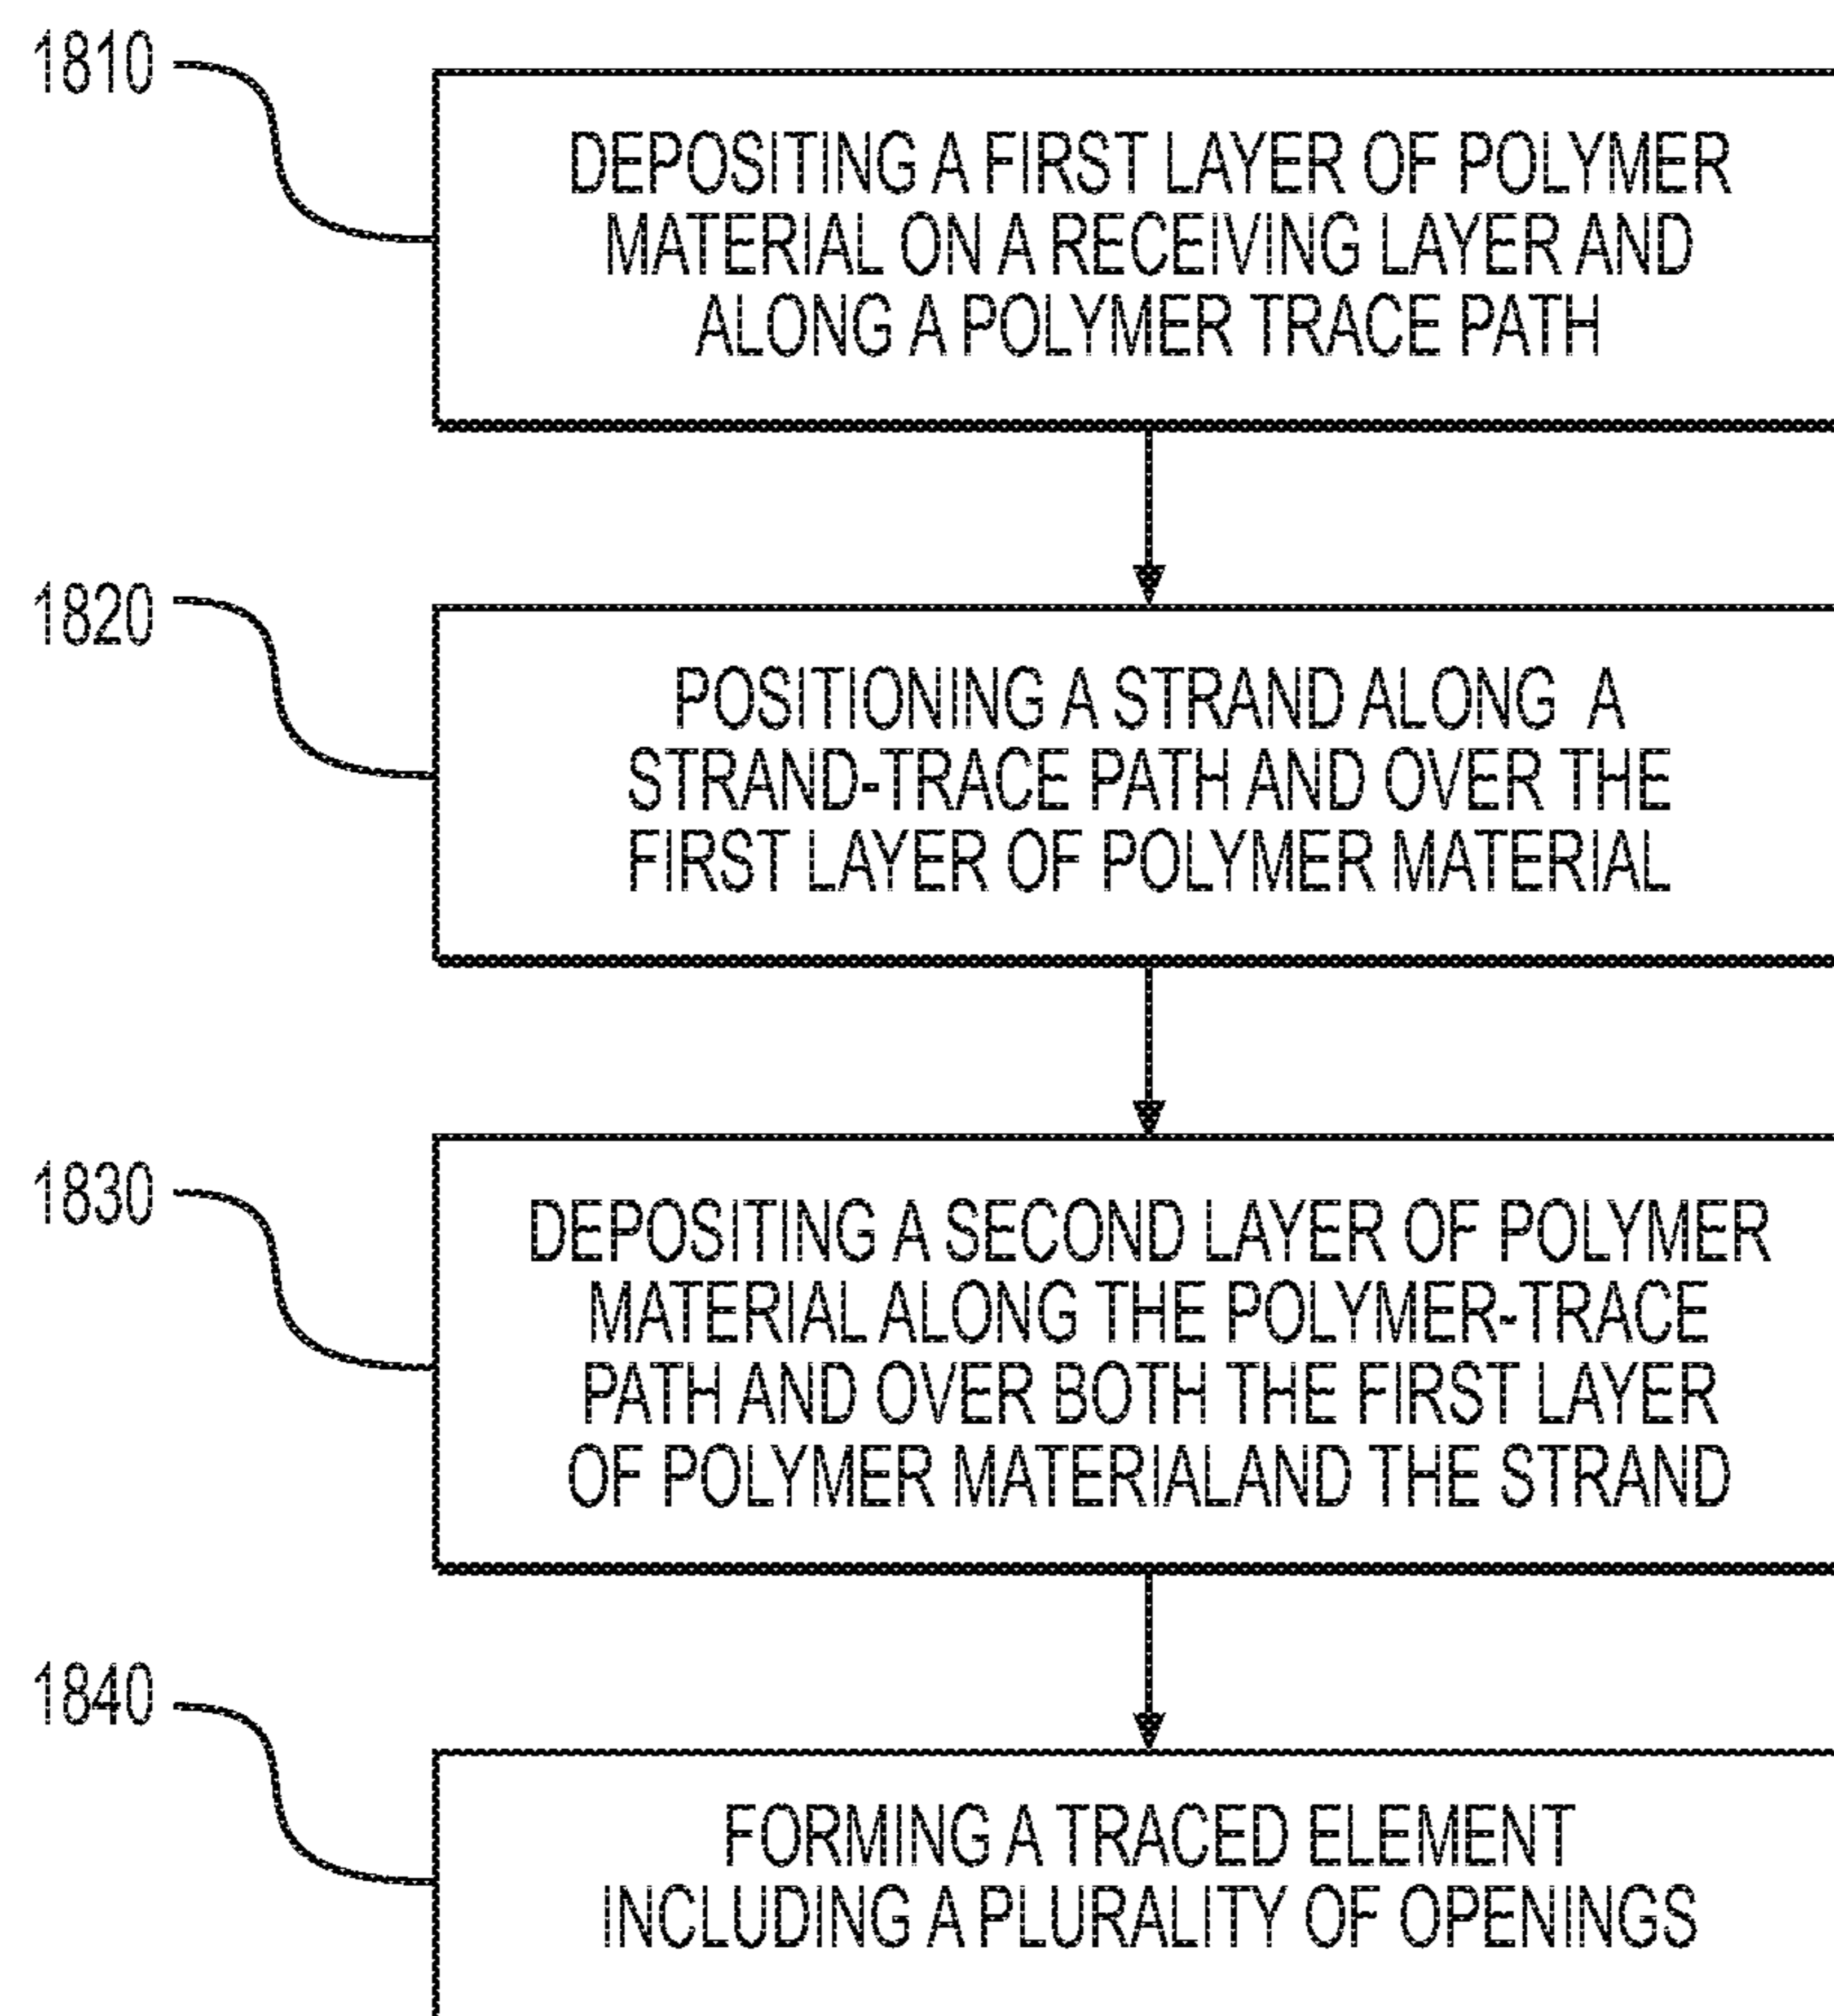 1810
DEPOSITING A FIRST LAYER OF POLYMER
MATERIAL ON A RECEIVING LAYER AND
ALONG A POLYMER TRACE PATH
1820
POSITIONING A STRAND ALONG A
STRAND-TRACE PATH AND OVER THE
FIRST LAYER OF POLYMER MATERIAL
1830
DEPOSITING A SECOND LAYER OF POLYMER
MATERIAL ALONG THE POLYMER-TRACE
PATH AND OVER BOTH THE FIRST LAYER
OF POLYMER MATERIALAND THE STRAND
1840
FORMING A TRACED ELEMENT
INCLUDING A PLURALITY OF OPENINGS